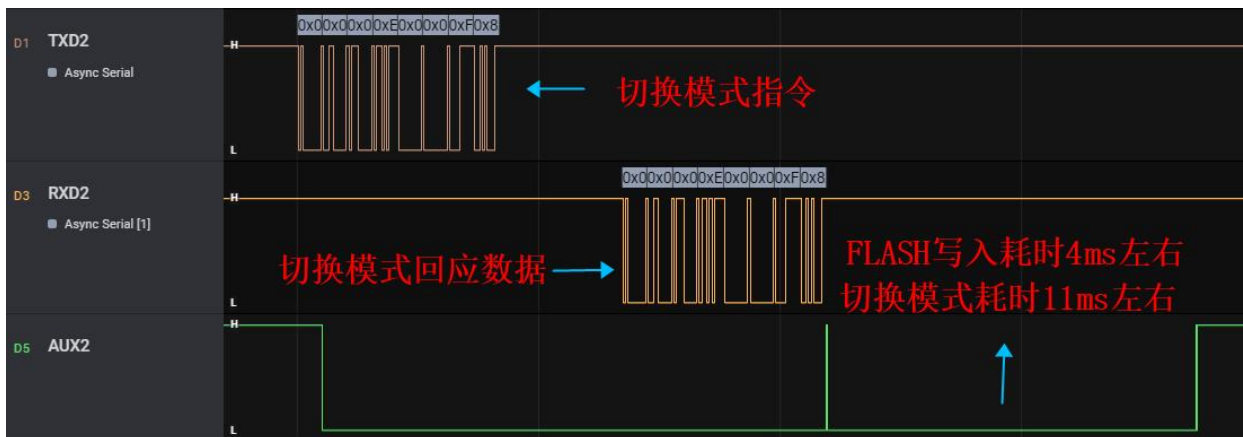 0x00x00x00xE0x00x00xF0x8
D1 TXD2
H
Async Serial
切换模式指令
L
0x00x00x00xE0x00x00xF0x8
D3 RXD2
H
Async Serial [1]
切换模式回应数据
FLASH写入耗时4ms左右
切换模式耗时11ms左右
L
H
D5 AUX2
L